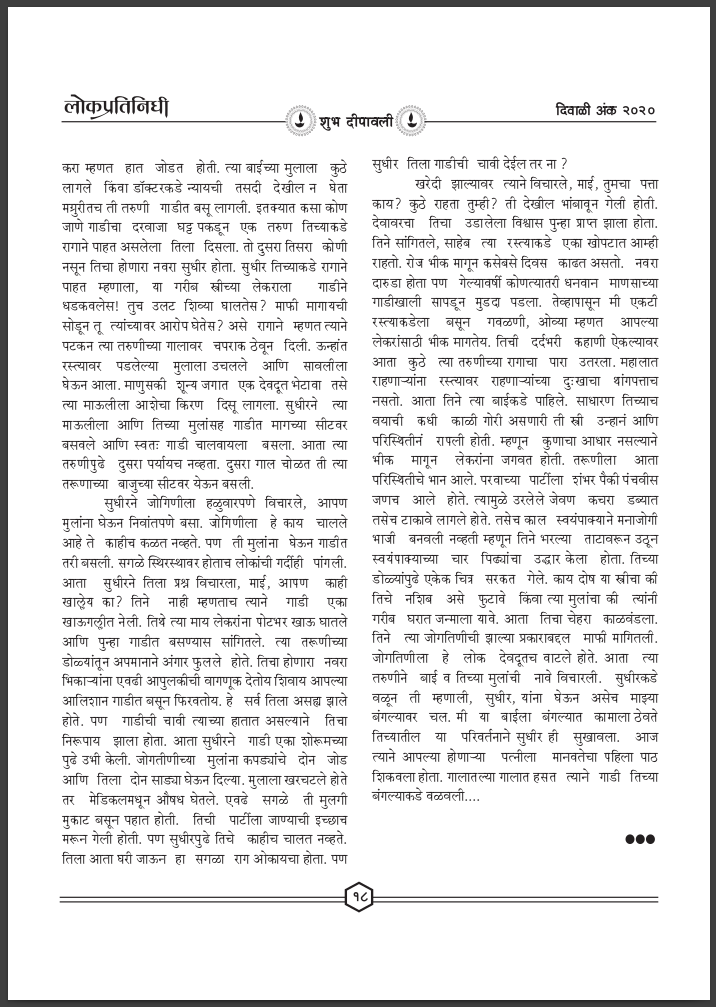 लोकप्रतिनिधी
शुभ दीपावली
दिवाळी अंक २०२०
करा म्हणत हात जोडत होती. त्या बाईच्या मुलाला कुठे
लागले किंवा डॉक्टरकडे न्यायची तसदी देखील न घेता
मग्रुरीतच ती तरुणी गाडीत बसू लागली. इतक्यात कसा कोण
जाणे गाडीचा दरवाजा घट्ट पकडून एक तरुण तिच्याकडे
रागाने पाहत असलेला तिला दिसला. तो दुसरा तिसरा कोणी
नसून तिचा होणारा नवरा सुधीर होता. सुधीर तिच्याकडे रागाने
पाहत म्हणाला, या गरीब स्त्रीच्या लेकराला गाडीने
धडकवलेस! तुच उलट शिव्या घालतेस? माफी मागायची
सोडून तू त्यांच्यावर आरोप घेतेस? असे रागाने म्हणत त्याने
पटकन त्या तरुणीच्या गालावर चपराक ठेवून दिली. ऊन्हांत
रस्त्यावर पडलेल्या मुलाला उचलले आणि सावलीला
घेऊन आला. माणुसकी शून्य जगात एक देवदूत भेटावा तसे
त्या माऊलीला आशेचा किरण दिसू लागला. सुधीरने त्या
माऊलीला आणि तिच्या मुलांसह गाडीत मागच्या सीटवर
बसवले आणि स्वतः गाडी चालवायला बसला. आता त्या
तरुणीपुढे दुसरा पर्यायच नव्हता. दुसरा गाल चोळत ती त्या
तरूणाच्या बाजुच्या सीटवर येऊन बसली.
सुधीरने जोगिणीला हळुवारपणे विचारले, आपण
मुलांना घेऊन निवांतपणे बसा. जोगिणीला हे काय चालले
आहे ते काहीच कळत नव्हते. पण ती मुलांना घेऊन गाडीत
तरी बसली. सगळे स्थिरस्थावर होताच लोकांची गर्दीही पांगली.
आता सुधीरने तिला प्रश्न विचारला, माई, आपण काही
खाल्लेय का? तिने नाही म्हणताच त्याने गाडी एका
खाऊगल्लीत नेली. तिथे त्या माय लेकरांना पोटभर खाऊ घातले
आणि पुन्हा गाडीत बसण्यास सांगितले. त्या तरूणीच्या
डोळ्यांतून अपमानाने अंगार फुलले होते. तिचा होणारा नवरा
भिकाऱ्यांना एवढी आपुलकीची वागणूक देतोय शिवाय आपल्या
आलिशान गाडीत बसून फिरवतोय. हे सर्व तिला असह्य झाले
होते. पण गाडीची चावी त्याच्या हातात असल्याने तिचा
निरूपाय झाला होता. आता सुधीरने गाडी एका शोरूमच्या
पुढे उभी केली. जोगतीणीच्या मुलांना कपड्यांचे दोन जोड
आणि तिला दोन साड्या घेऊन दिल्या. मुलाला खरचटले होते
तर मेडिकलमधून औषध घेतले. एवढे सगळे ती मुलगी
मुकाट बसून पहात होती. तिची पार्टीला जाण्याची इच्छाच
मरून गेली होती. पण सुधीरपुढे तिचे काहीच चालत नव्हते.
तिला आता घरी जाऊन हा सगळा राग ओकायचा होता. पण
सुधीर तिला गाडीची चावी देईल तर ना ?
खरेदी झाल्यावर त्याने विचारले, माई, तुमचा पत्ता
काय? कुठे राहता तुम्ही? ती देखील भांबावून गेली होती.
देवावरचा तिचा उडालेला विश्वास पुन्हा प्राप्त झाला होता.
तिने सांगितले, साहेब त्या रस्त्याकडे एका खोपटात आम्ही
राहतो. रोज भीक मागून कसेबसे दिवस काढत असतो. नवरा
दारुडा होता पण गेल्यावर्षी कोणत्यातरी धनवान माणसाच्या
गाडीखाली सापडून मुडदा पडला. तेव्हापासून मी एकटी
रस्त्याकडेला बसून गवळणी, ओव्या म्हणत आपल्या
लेकरांसाठी भीक मागतेय. तिची दर्दभरी कहाणी ऐकल्यावर
आता कुठे त्या तरुणीच्या रागाचा पारा उतरला. महालात
राहणाऱ्यांना रस्त्यावर राहणाऱ्यांच्या दुःखाचा थांगपत्ताच
नसतो. आता तिने त्या बाईकडे पाहिले. साधारण तिच्याच
वयाची कधी काळी गोरी असणारी ती स्त्री उन्हानं आणि
परिस्थितीनं रापली होती. म्हणून कुणाचा आधार नसल्याने
भीक मागून लेकरांना जगवत होती. तरूणीला आता
परिस्थितीचे भान आले. परवाच्या पार्टीला शंभर पैकी पंचवीस
जणच आले होते. त्यामुळे उरलेले जेवण कचरा डब्यात
तसेच टाकावे लागले होते. तसेच काल स्वयंपाक्याने मनाजोगी
भाजी बनवली नव्हती म्हणून तिने भरल्या ताटावरून उठून
स्वयंपाक्याच्या चार पिढ्यांचा उद्धार केला होता. तिच्या
डोळ्यांपुढे एकेक चित्र सरकत गेले. काय दोष या स्त्रीचा की
तिचे नशिब असे फुटावे किंवा त्या मुलांचा की त्यांनी
गरीब घरात जन्माला यावे. आता तिचा चेहरा काळवंडला.
तिने त्या जोगतिणीची झाल्या प्रकाराबद्दल माफी मागितली.
जोगतिणीला हे लोक देवदूतच वाटले होते. आता त्या
तरुणीने बाई व तिच्या मुलांची नावे विचारली. सुधीरकडे
वळून ती म्हणाली, सुधीर, यांना घेऊन असेच माझ्या
बंगल्यावर चल. मी या बाईला बंगल्यात कामाला ठेवते
तिच्यातील या परिवर्तनाने सुधीर ही सुखावला. आज
त्याने आपल्या होणाऱ्या पत्नीला मानवतेचा पहिला पाठ
शिकवला होता. गालातल्या गालात हसत त्याने गाडी तिच्या
बंगल्याकडे वळवली....
१८